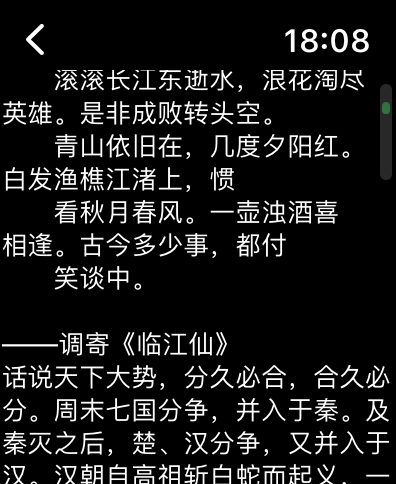 18:08
滚滚长江东逝水，浪花淘尽
英雄。是非成败转头空。
青山依旧在，几度夕阳红。
白发渔樵江渚上，惯
看秋月春风。一壶浊酒喜
相逢。古今多少事，都付
笑谈中。
——调寄《临江仙》
话说天下大势，分久必合，合久必
分。周末七国分争，并入于秦。及
秦灭之后，楚、汉分争，又并入于
汉。汉朝自高祖斩白蛇而起义，一